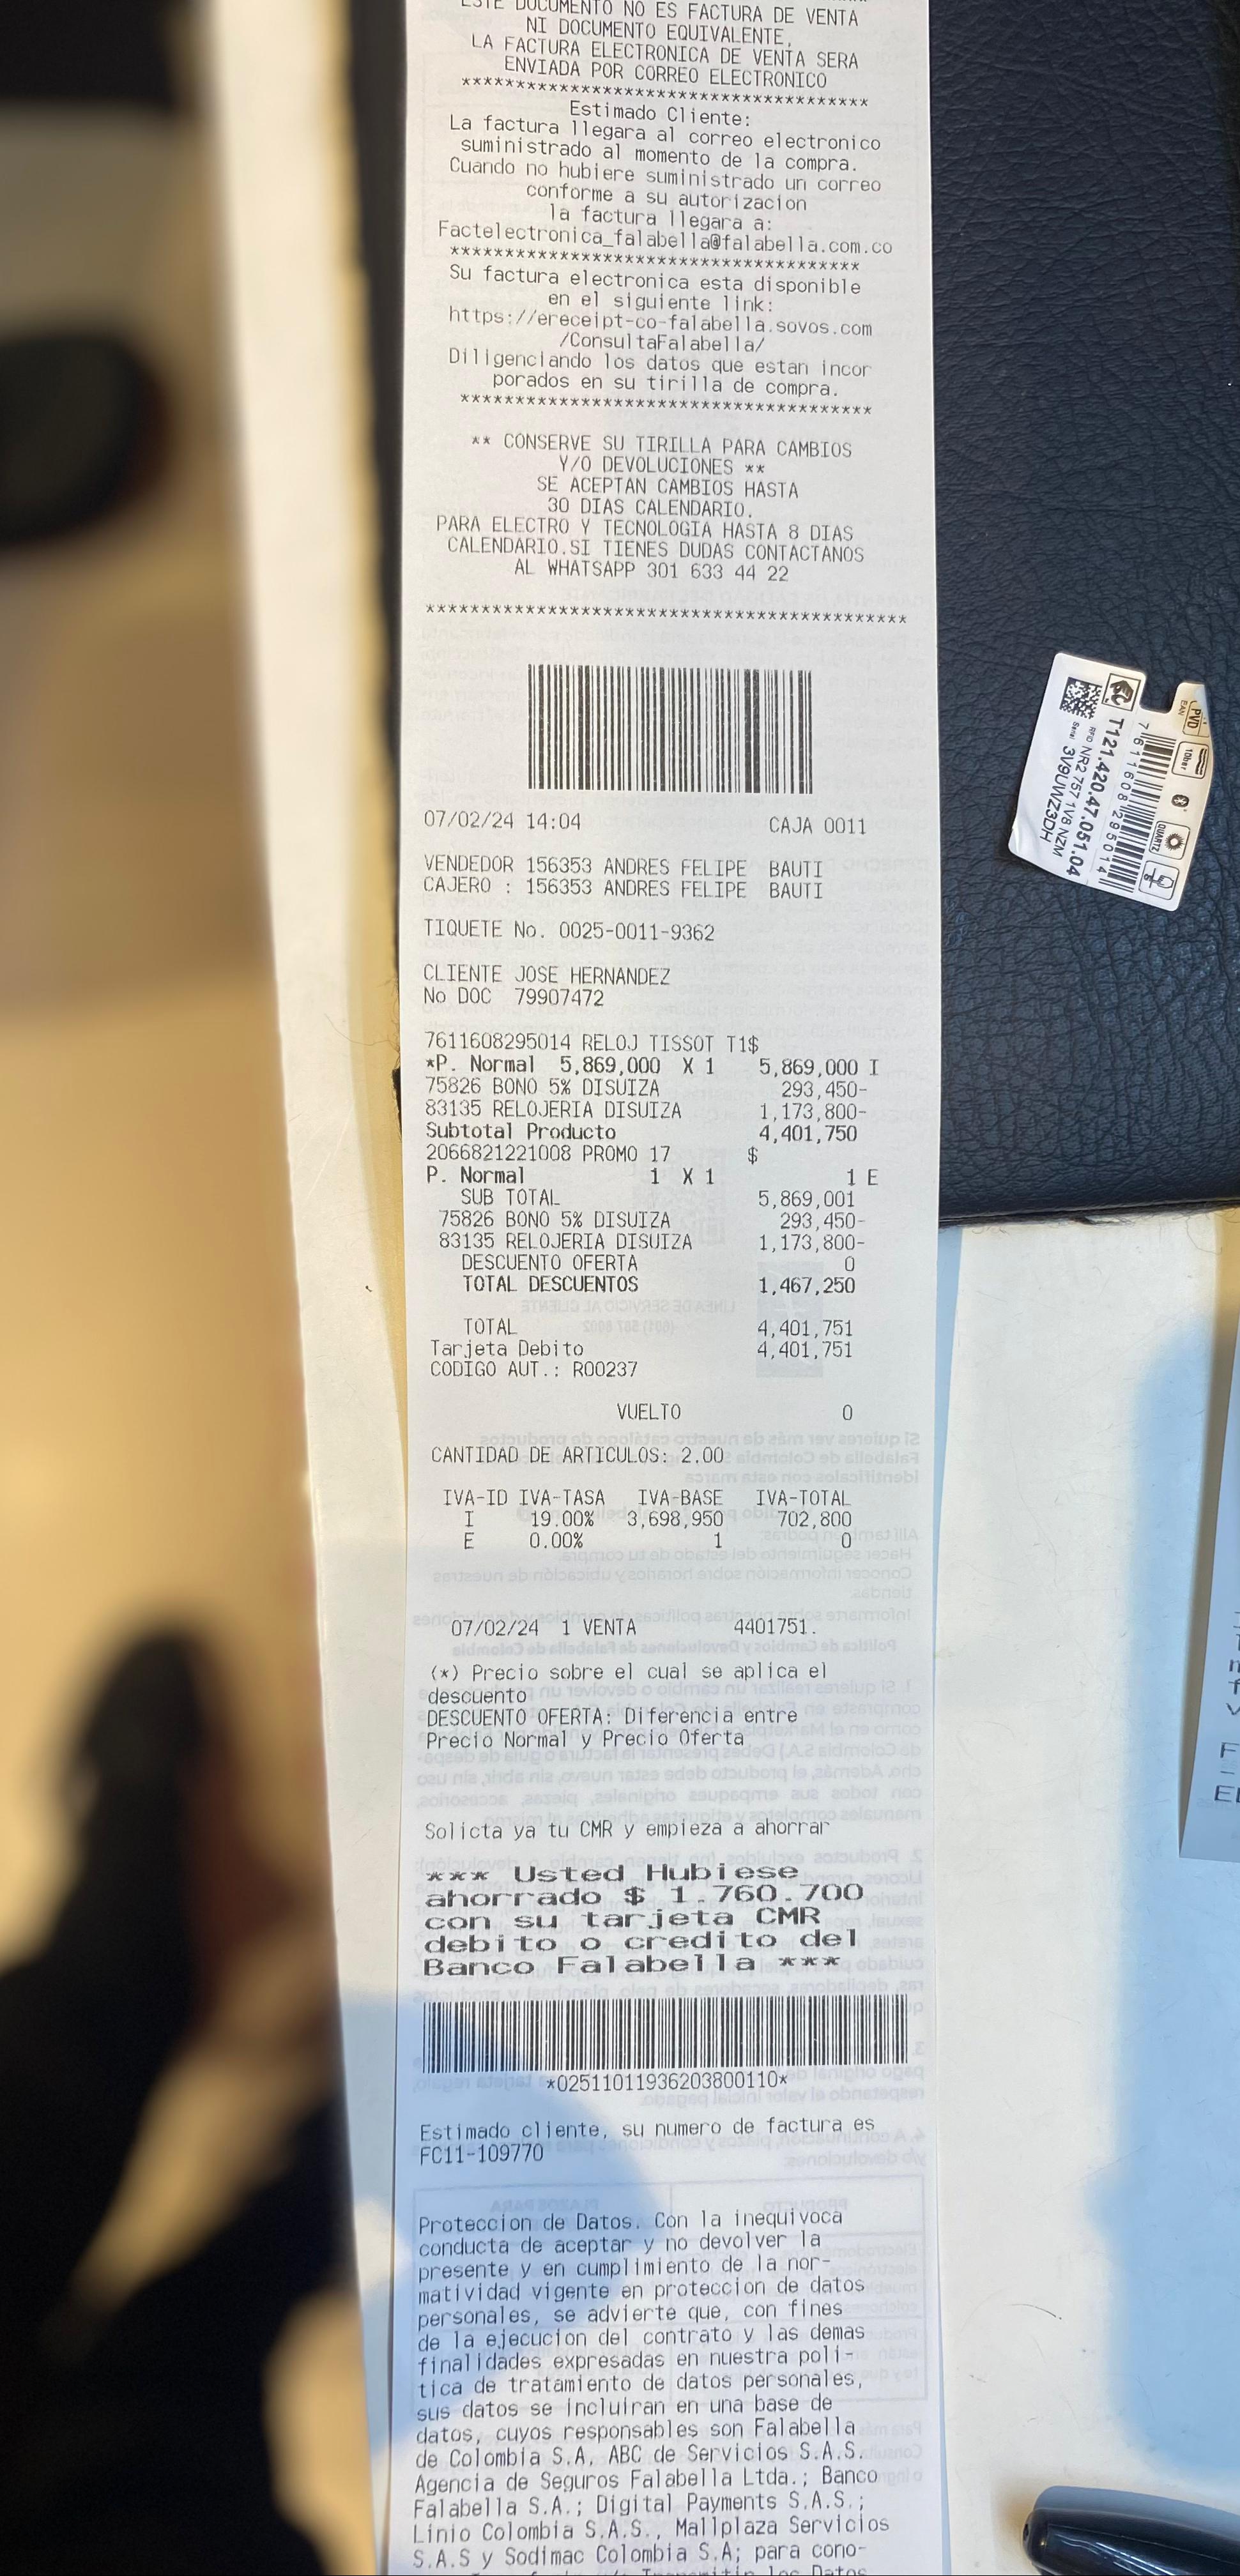 ESTE DOCUMENTO NO ES FACTURA DE VENTA
NI DOCUMENTO EQUIVALENTE,
LA FACTURA ELECTRONICA DE VENTA SERA
ENVIADA POR CORREO ELECTRONICO
*************************************
Estimado Cliente:
La factura llegara al correo electronico
suministrado al momento de la compra.
Cuando no hubiere suministrado un correo
conforme a su autorizacion
la factura llegara a:
Factelectronica_falabella@falabella.com.co
*************************************
Su factura electronica esta disponible
en el siguiente link:
https://ereceipt-co-falabella.sovos.com
/ConsultaFalabella/
Diligenciando los datos que estan incor
porados en su tirilla de compra.
*************************************
** CONSERVE SU TIRILLA PARA CAMBIOS
Y/O DEVOLUCIONES **
SE ACEPTAN CAMBIOS HASTA
30 DIAS CALENDARIO.
PARA ELECTRO Y TECNOLOGIA HASTA 8 DIAS
CALENDARIO.SI TIENES DUDAS CONTACTANOS
AL WHATSAPP 301 633 44 22
********************************************
07/02/24 14:04 CAJA 0011
VENDEDOR 156353 ANDRES FELIPE BAUTI
CAJERO : 156353 ANDRES FELIPE BAUTI
TIQUETE No. 0025-0011-9362
CLIENTE JOSE HERNANDEZ
No DOC 79907472
7611608295014 RELOJ TISSOT T1$
*P. Normal 5,869,000 X 1 5,869,000 I
75826 BONO 5% DISUIZA 293,450-
83135 RELOJERIA DISUIZA 1,173,800-
Subtotal Producto 4,401,750
2066821221008 PROMO 17 $
P. Normal 1 X 1 1 E
SUB TOTAL 5,869,001
75826 BONO 5% DISUIZA 293,450-
83135 RELOJERIA DISUIZA 1,173,800-
DESCUENTO OFERTA 0
TOTAL DESCUENTOS 1,467,250
TOTAL 4,401,751
Tarjeta Debito 4,401,751
CODIGO AUT.: R00237
VUELTO 0
CANTIDAD DE ARTICULOS: 2.00
IVA-ID IVA-TASA IVA-BASE IVA-TOTAL
I 19.00% 3,698,950 702,800
E 0.00% 1 0
07/02/24 1 VENTA 4401751.
(*) Precio sobre el cual se aplica el
descuento
DESCUENTO OFERTA: Diferencia entre
Precio Normal y Precio Oferta
Solicta ya tu CMR y empieza a ahorrar
*** Usted Hubiese
ahorrado $ 1.760.700
con su tarjeta CMR
debito o credito del
Banco Falabella ***
*02511011936203800110*
Estimado cliente, su numero de factura es
FC11-109770
Proteccion de Datos. Con la inequivoca
conducta de aceptar y no devolver la
presente y en cumplimiento de la nor-
matividad vigente en proteccion de datos
personales, se advierte que, con fines
de la ejecucion del contrato y las demas
finalidades expresadas en nuestra poli-
tica de tratamiento de datos personales,
sus datos se incluiran en una base de
datos, cuyos responsables son Falabella
de Colombia S.A, ABC de Servicios S.A.S.
Agencia de Seguros Falabella Ltda.; Banco
Falabella S.A.; Digital Payments S.A.S.;
Linio Colombia S.A.S., Mallplaza Servicios
S.A.S y Sodimac Colombia S.A; para cono-
PVD
EAN
10bar
QUARTZ
7611608295014
T121.420.47.051.04
RFID NR2 757 1V8 NZM
Serial 3V9UWZ3DH